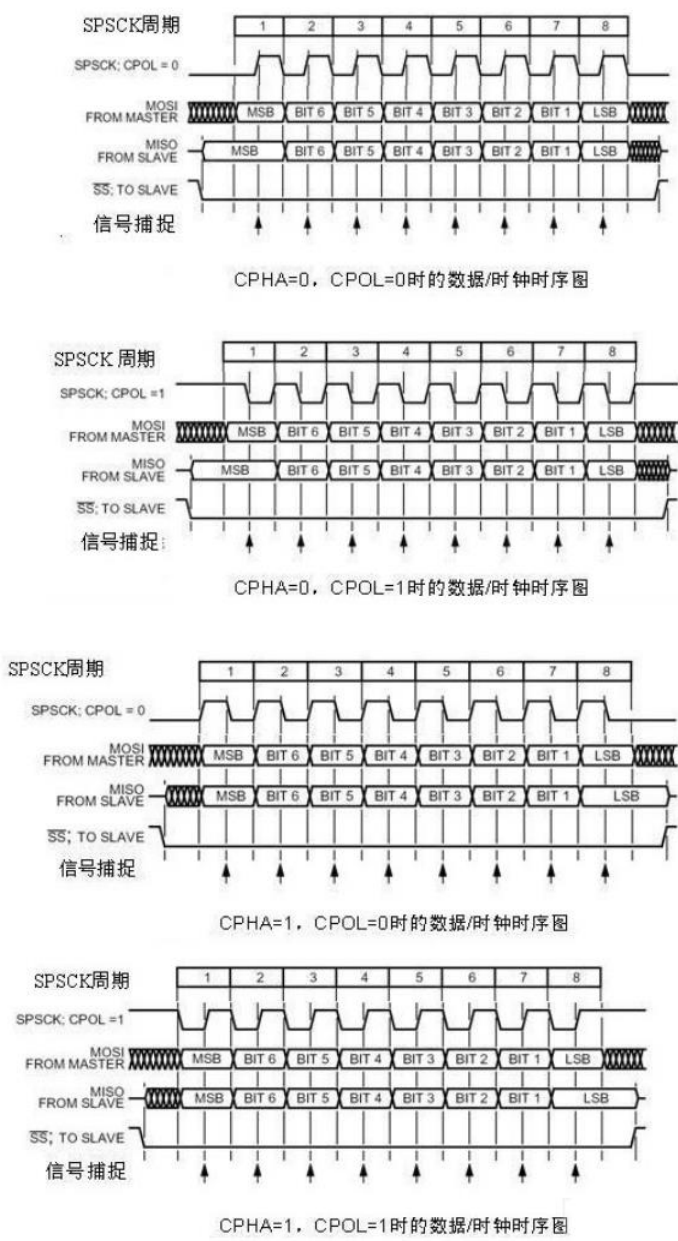 SPSCK周期 1 2 3 4 5 6 7 8
SPSCK; CPOL = 0
MOSI
FROM MASTER MSB BIT 6 BIT 5 BIT 4 BIT 3 BIT 2 BIT 1 LSB
MISO
FROM SLAVE MSB BIT 6 BIT 5 BIT 4 BIT 3 BIT 2 BIT 1 LSB
SS; TO SLAVE
信号捕捉
CPHA=0，CPOL=0时的数据/时钟时序图
SPSCK 周期 1 2 3 4 5 6 7 8
SPSCK; CPOL =1
MOSI
FROM MASTER MSB BIT 6 BIT 5 BIT 4 BIT 3 BIT 2 BIT 1 LSB
MISO
FROM SLAVE MSB BIT 6 BIT 5 BIT 4 BIT 3 BIT 2 BIT 1 LSB
SS; TO SLAVE
信号捕捉:
CPHA=0，CPOL=1时的数据/时钟时序图
SPSCK周期 1 2 3 4 5 6 7 8
SPSCK; CPOL = 0
MOSI
FROM MASTER MSB BIT 6 BIT 5 BIT 4 BIT 3 BIT 2 BIT 1 LSB
MISO
FROM SLAVE MSB BIT 6 BIT 5 BIT 4 BIT 3 BIT 2 BIT 1 LSB
SS; TO SLAVE
信号捕捉
CPHA=1，CPOL=0时的数据/时钟时序图
SPSCK周期 1 2 3 4 5 6 7 8
SPSCK; CPOL =1
MOSI
FROM MASTER MSB BIT 6 BIT 5 BIT 4 BIT 3 BIT 2 BIT 1 LSB
MISO
FROM SLAVE MSB BIT 6 BIT 5 BIT 4 BIT 3 BIT 2 BIT 1 LSB
SS; TO SLAVE
信号捕捉
CPHA=1，CPOL=1时的数据/时钟时序图